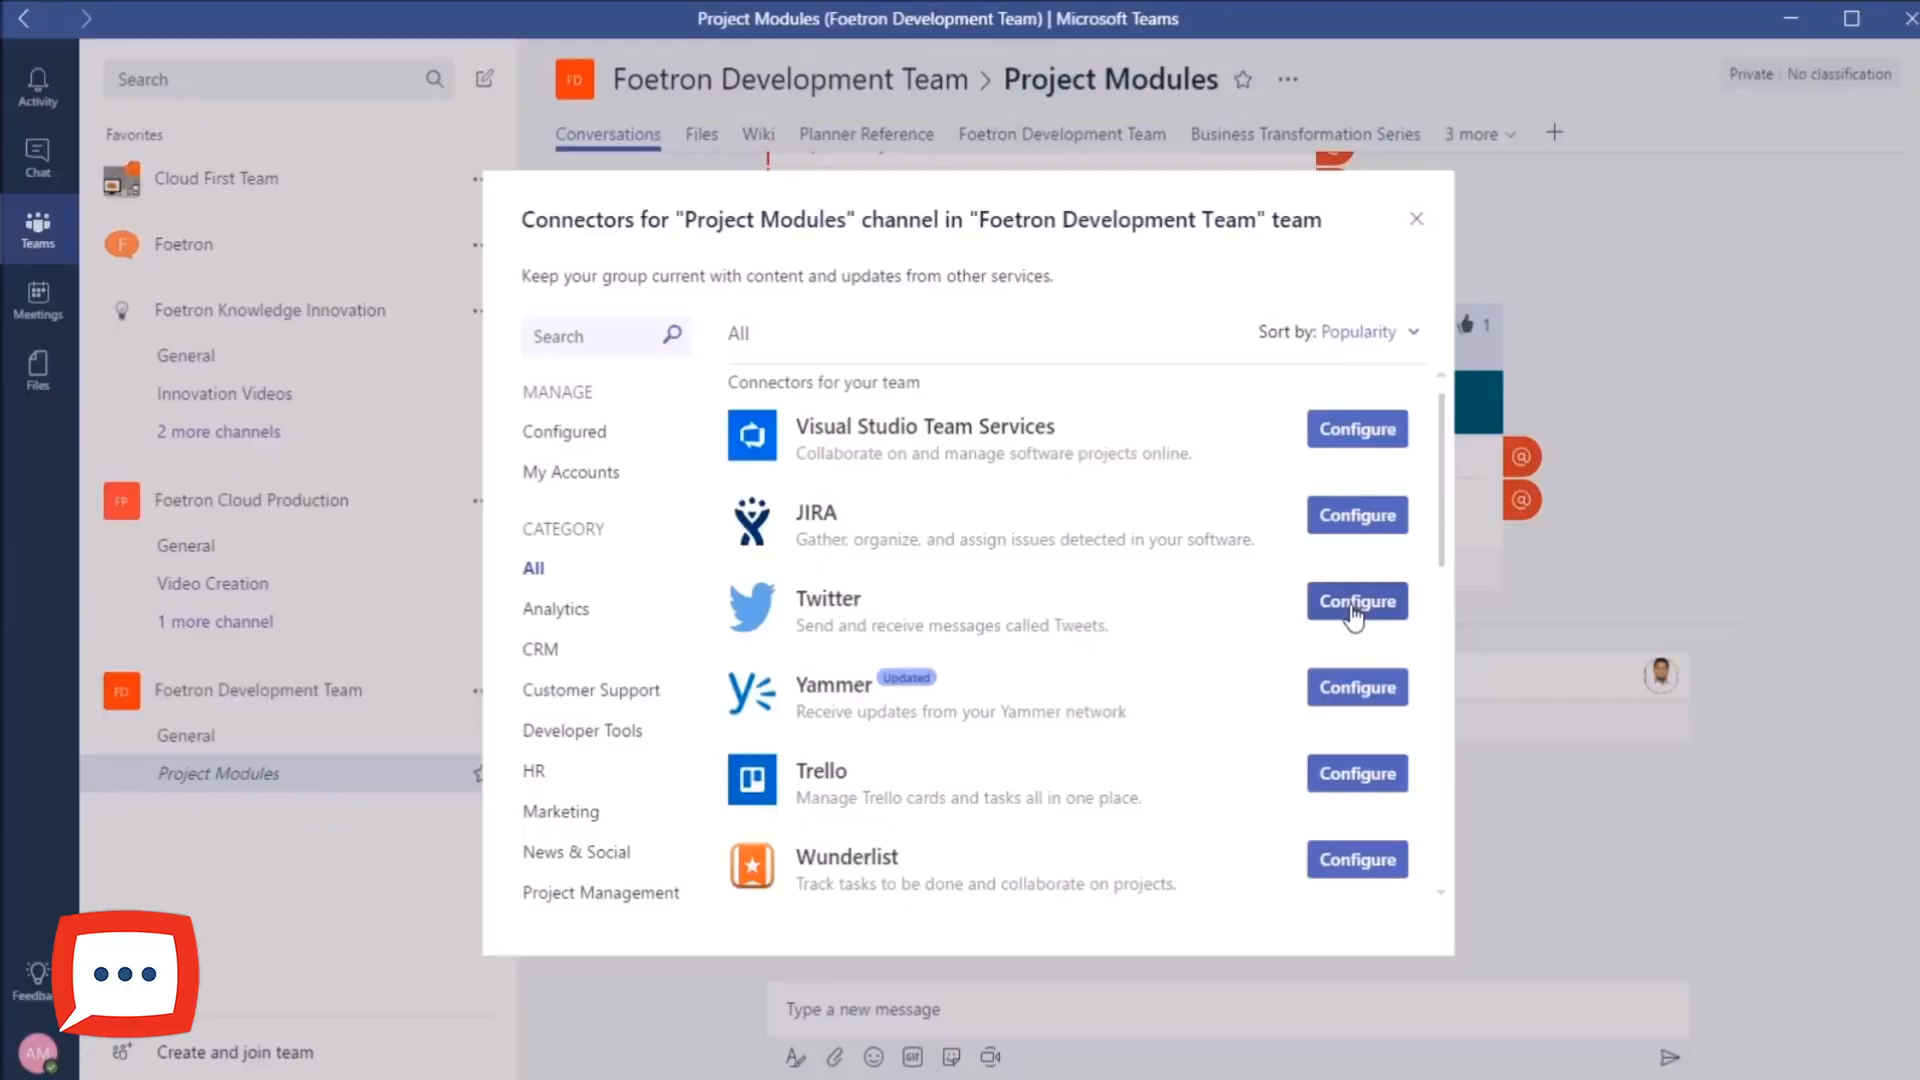 Project Modules (Foetron Development Team) | Microsoft Teams
Activity
Chat
Teams
Meetings
Files
AM
Search
Favorites
Cloud First Team
F
Foetron
Foetron Knowledge Innovation
General
Innovation Videos
2 more channels
FP
Foetron Cloud Production
General
Video Creation
1 more channel
FD
Foetron Development Team
General
Project Modules
Create and join team
FD
Foetron Development Team > Project Modules
Private
No classification
Conversations
Files
Wiki
Planner Reference
Foetron Development Team
Business Transformation Series
3 more
Connectors for "Project Modules" channel in "Foetron Development Team" team
Keep your group current with content and updates from other services.
Search
MANAGE
Configured
My Accounts
CATEGORY
All
Analytics
CRM
Customer Support
Developer Tools
HR
Marketing
News & Social
Project Management
All
Sort by: Popularity
Connectors for your team
Visual Studio Team Services
Collaborate on and manage software projects online.
Configure
JIRA
Gather, organize, and assign issues detected in your software.
Configure
Twitter
Send and receive messages called Tweets.
Configure
Yammer Updated
Receive updates from your Yammer network
Configure
Trello
Manage Trello cards and tasks all in one place.
Configure
Wunderlist
Track tasks to be done and collaborate on projects.
Configure
1
@
@
Type a new message
GIF